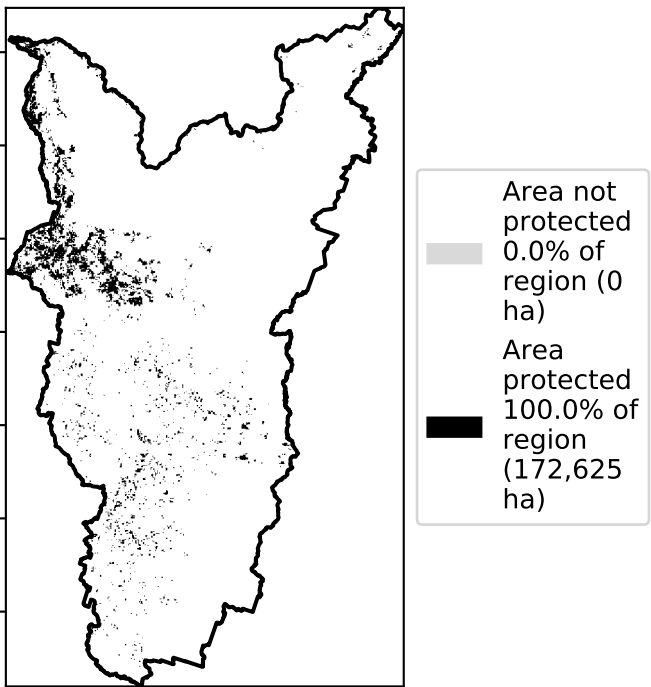 Area not
protected
0.0% of
region (0
ha)
Area
protected
100.0% of
region
(172,625
ha)